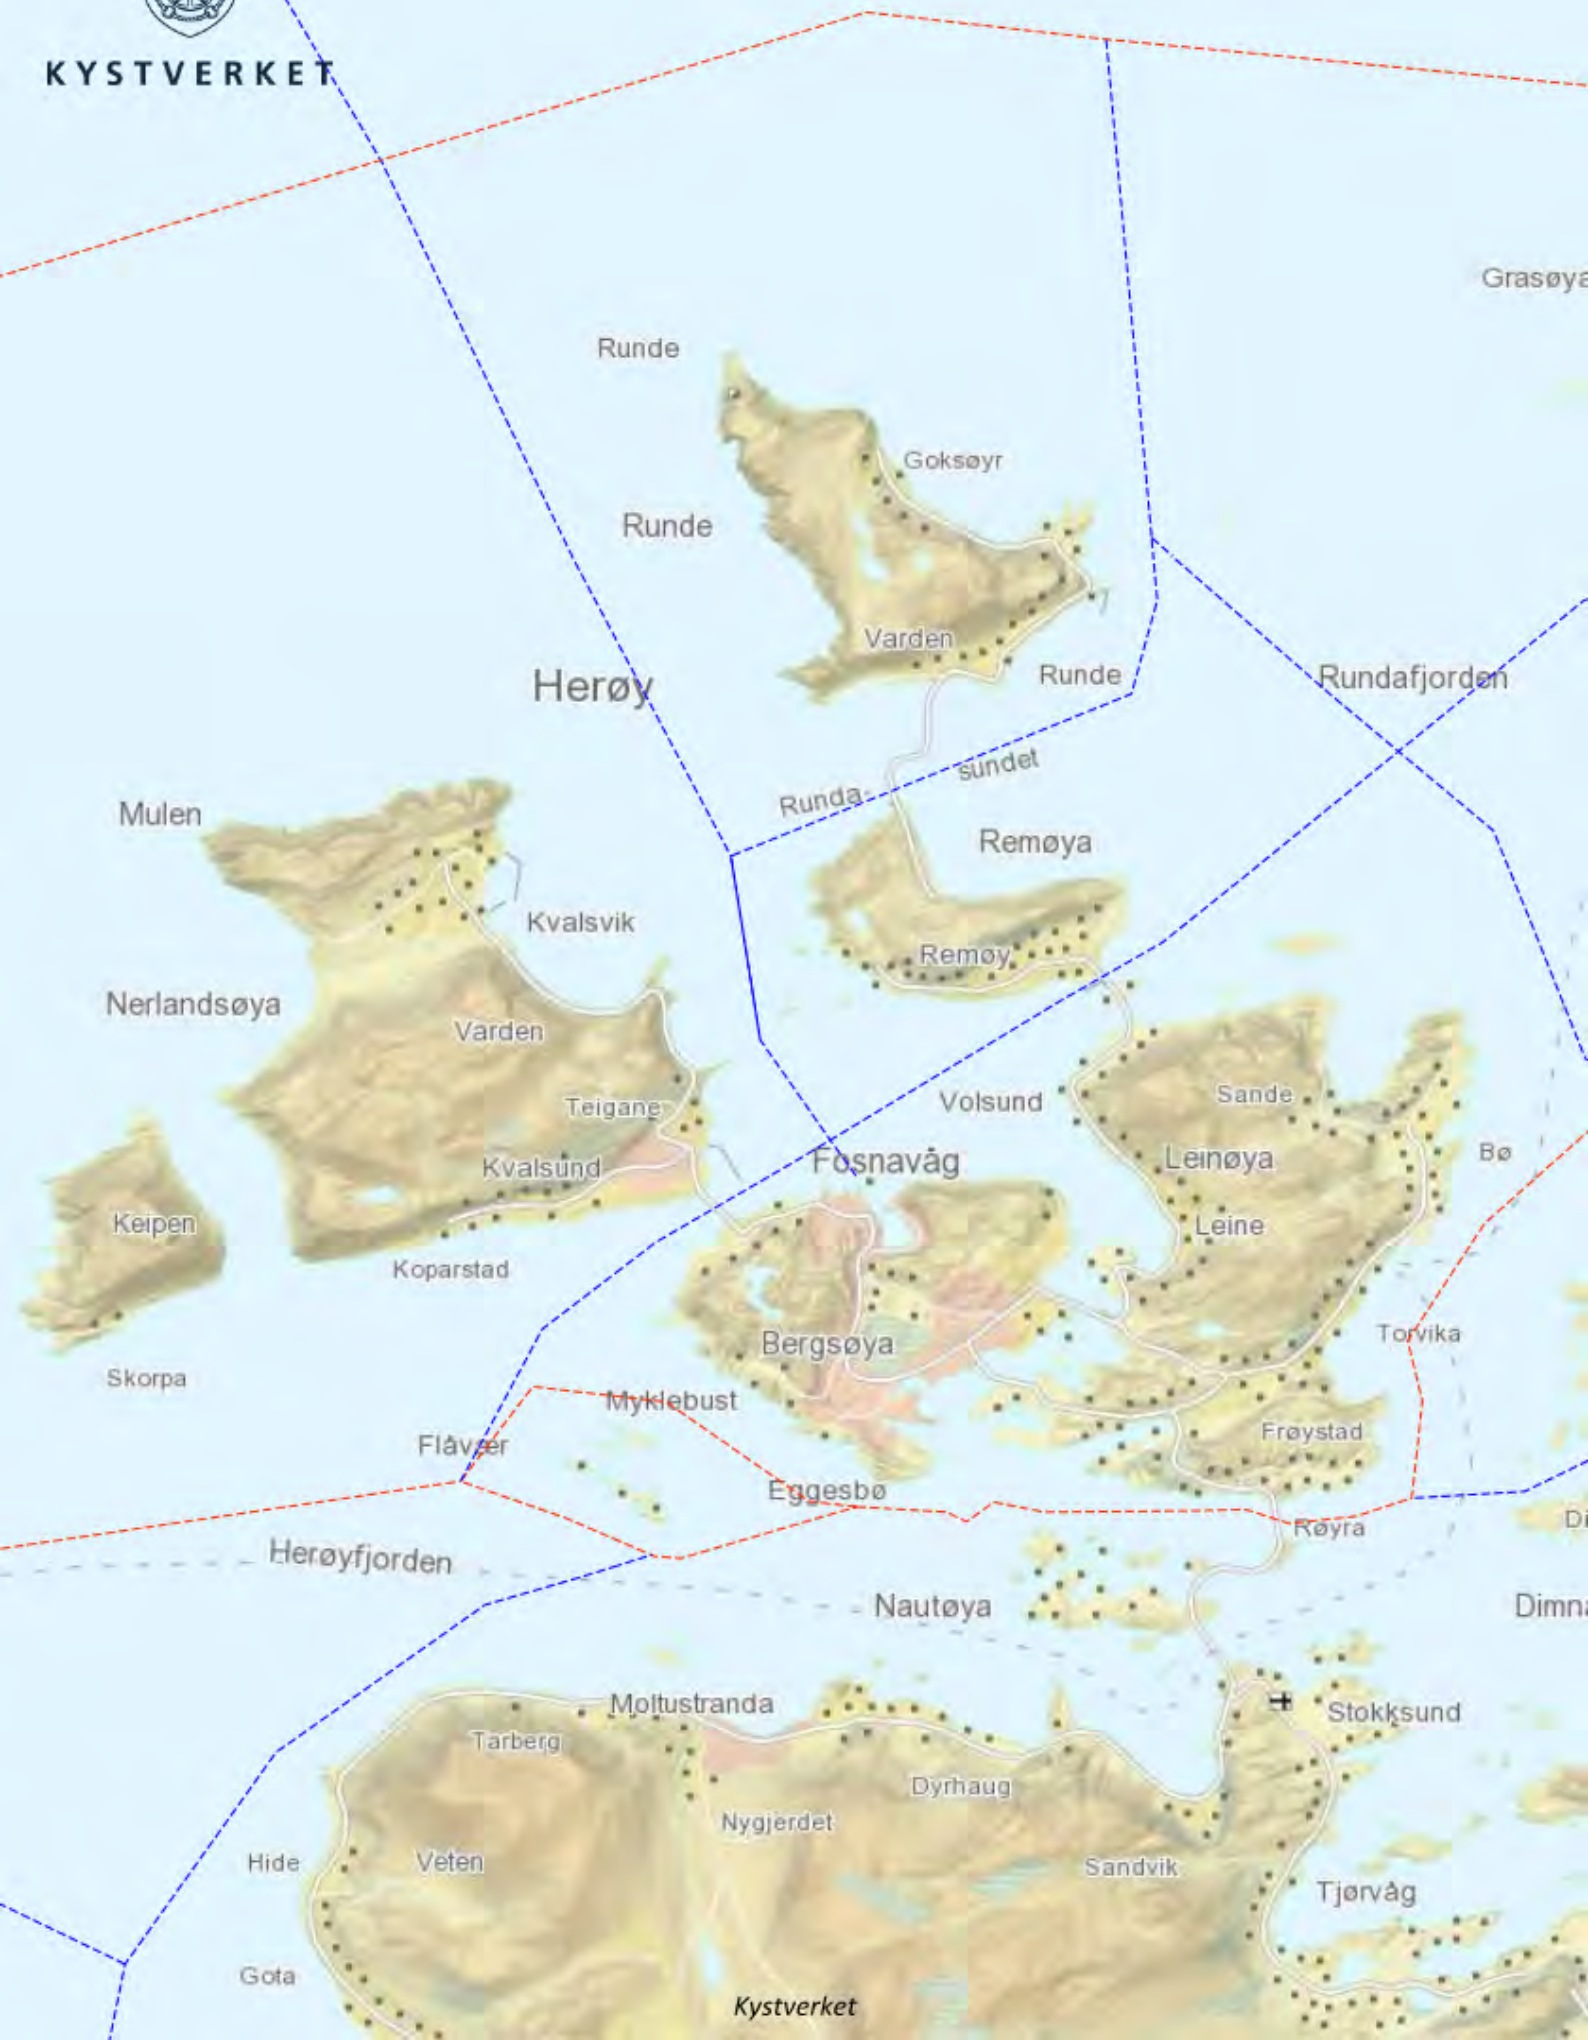 KYSTVERKET
Grasøya
Runde
Goksøyr
Runde
Varden
Runde
Rundafjorden
Herøy
Runda-
sundet
Mulen
Remøya
Kvalsvik
Remøy
Nerlandsøya
Varden
Teigane
Volsund
Sande
Fosnavåg
Leinøya
Bø
Kvalsund
Keipen
Leine
Koparstad
Bergsøya
Torvika
Skorpa
Myklebust
Flåvær
Frøystad
Eggesbø
Røyra
Di
Herøyfjorden
Nautøya
Dimna
Moltustranda
Stokksund
Tarberg
Dyrhaug
Nygjerdet
Hide
Veten
Sandvik
Tjørvåg
Gota
Kystverket